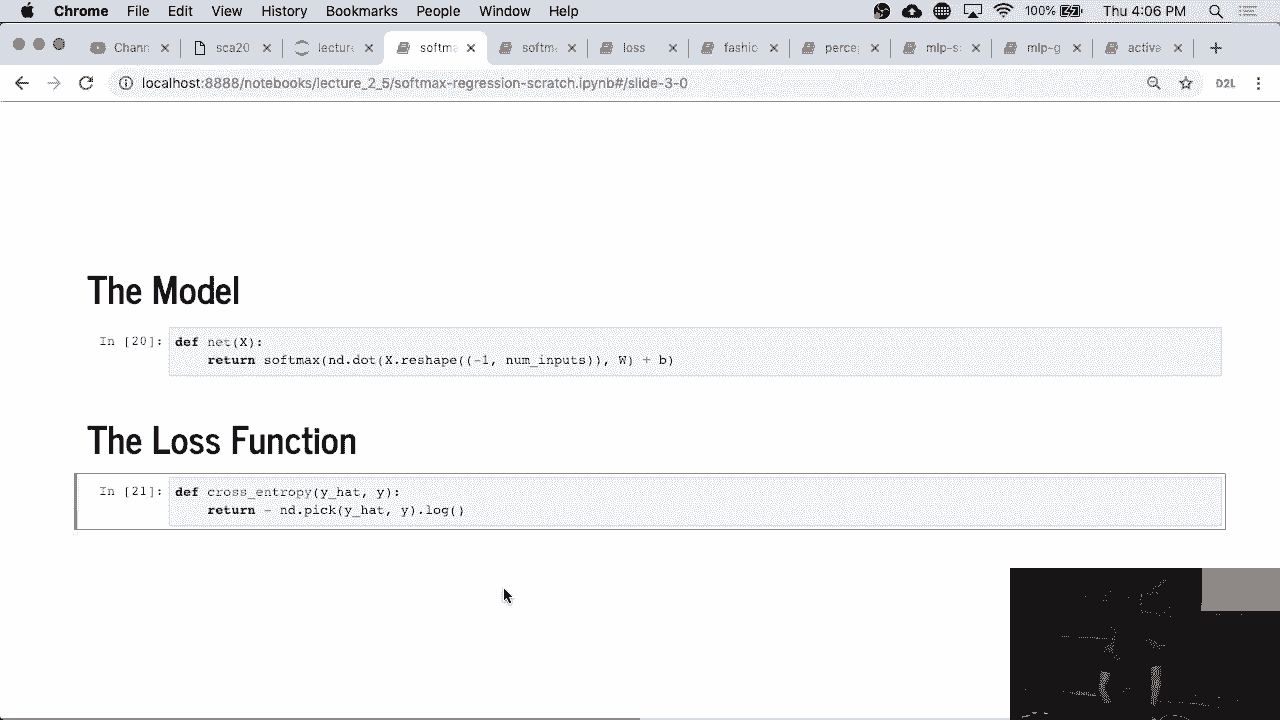 Chrome File Edit View History Bookmarks People Window Help 100% Thu 4:06 PM
Chann sca20 lecture softma softm loss fashio percep mlp-s mlp-g active
localhost:8888/notebooks/lecture_2_5/softmax-regression-scratch.ipynb#/slide-3-0 D2L
The Model
In [20]: def net(X):
return softmax(nd.dot(X.reshape((-1, num_inputs)), W) + b)
The Loss Function
In [21]: def cross_entropy(y_hat, y):
return - nd.pick(y_hat, y).log()